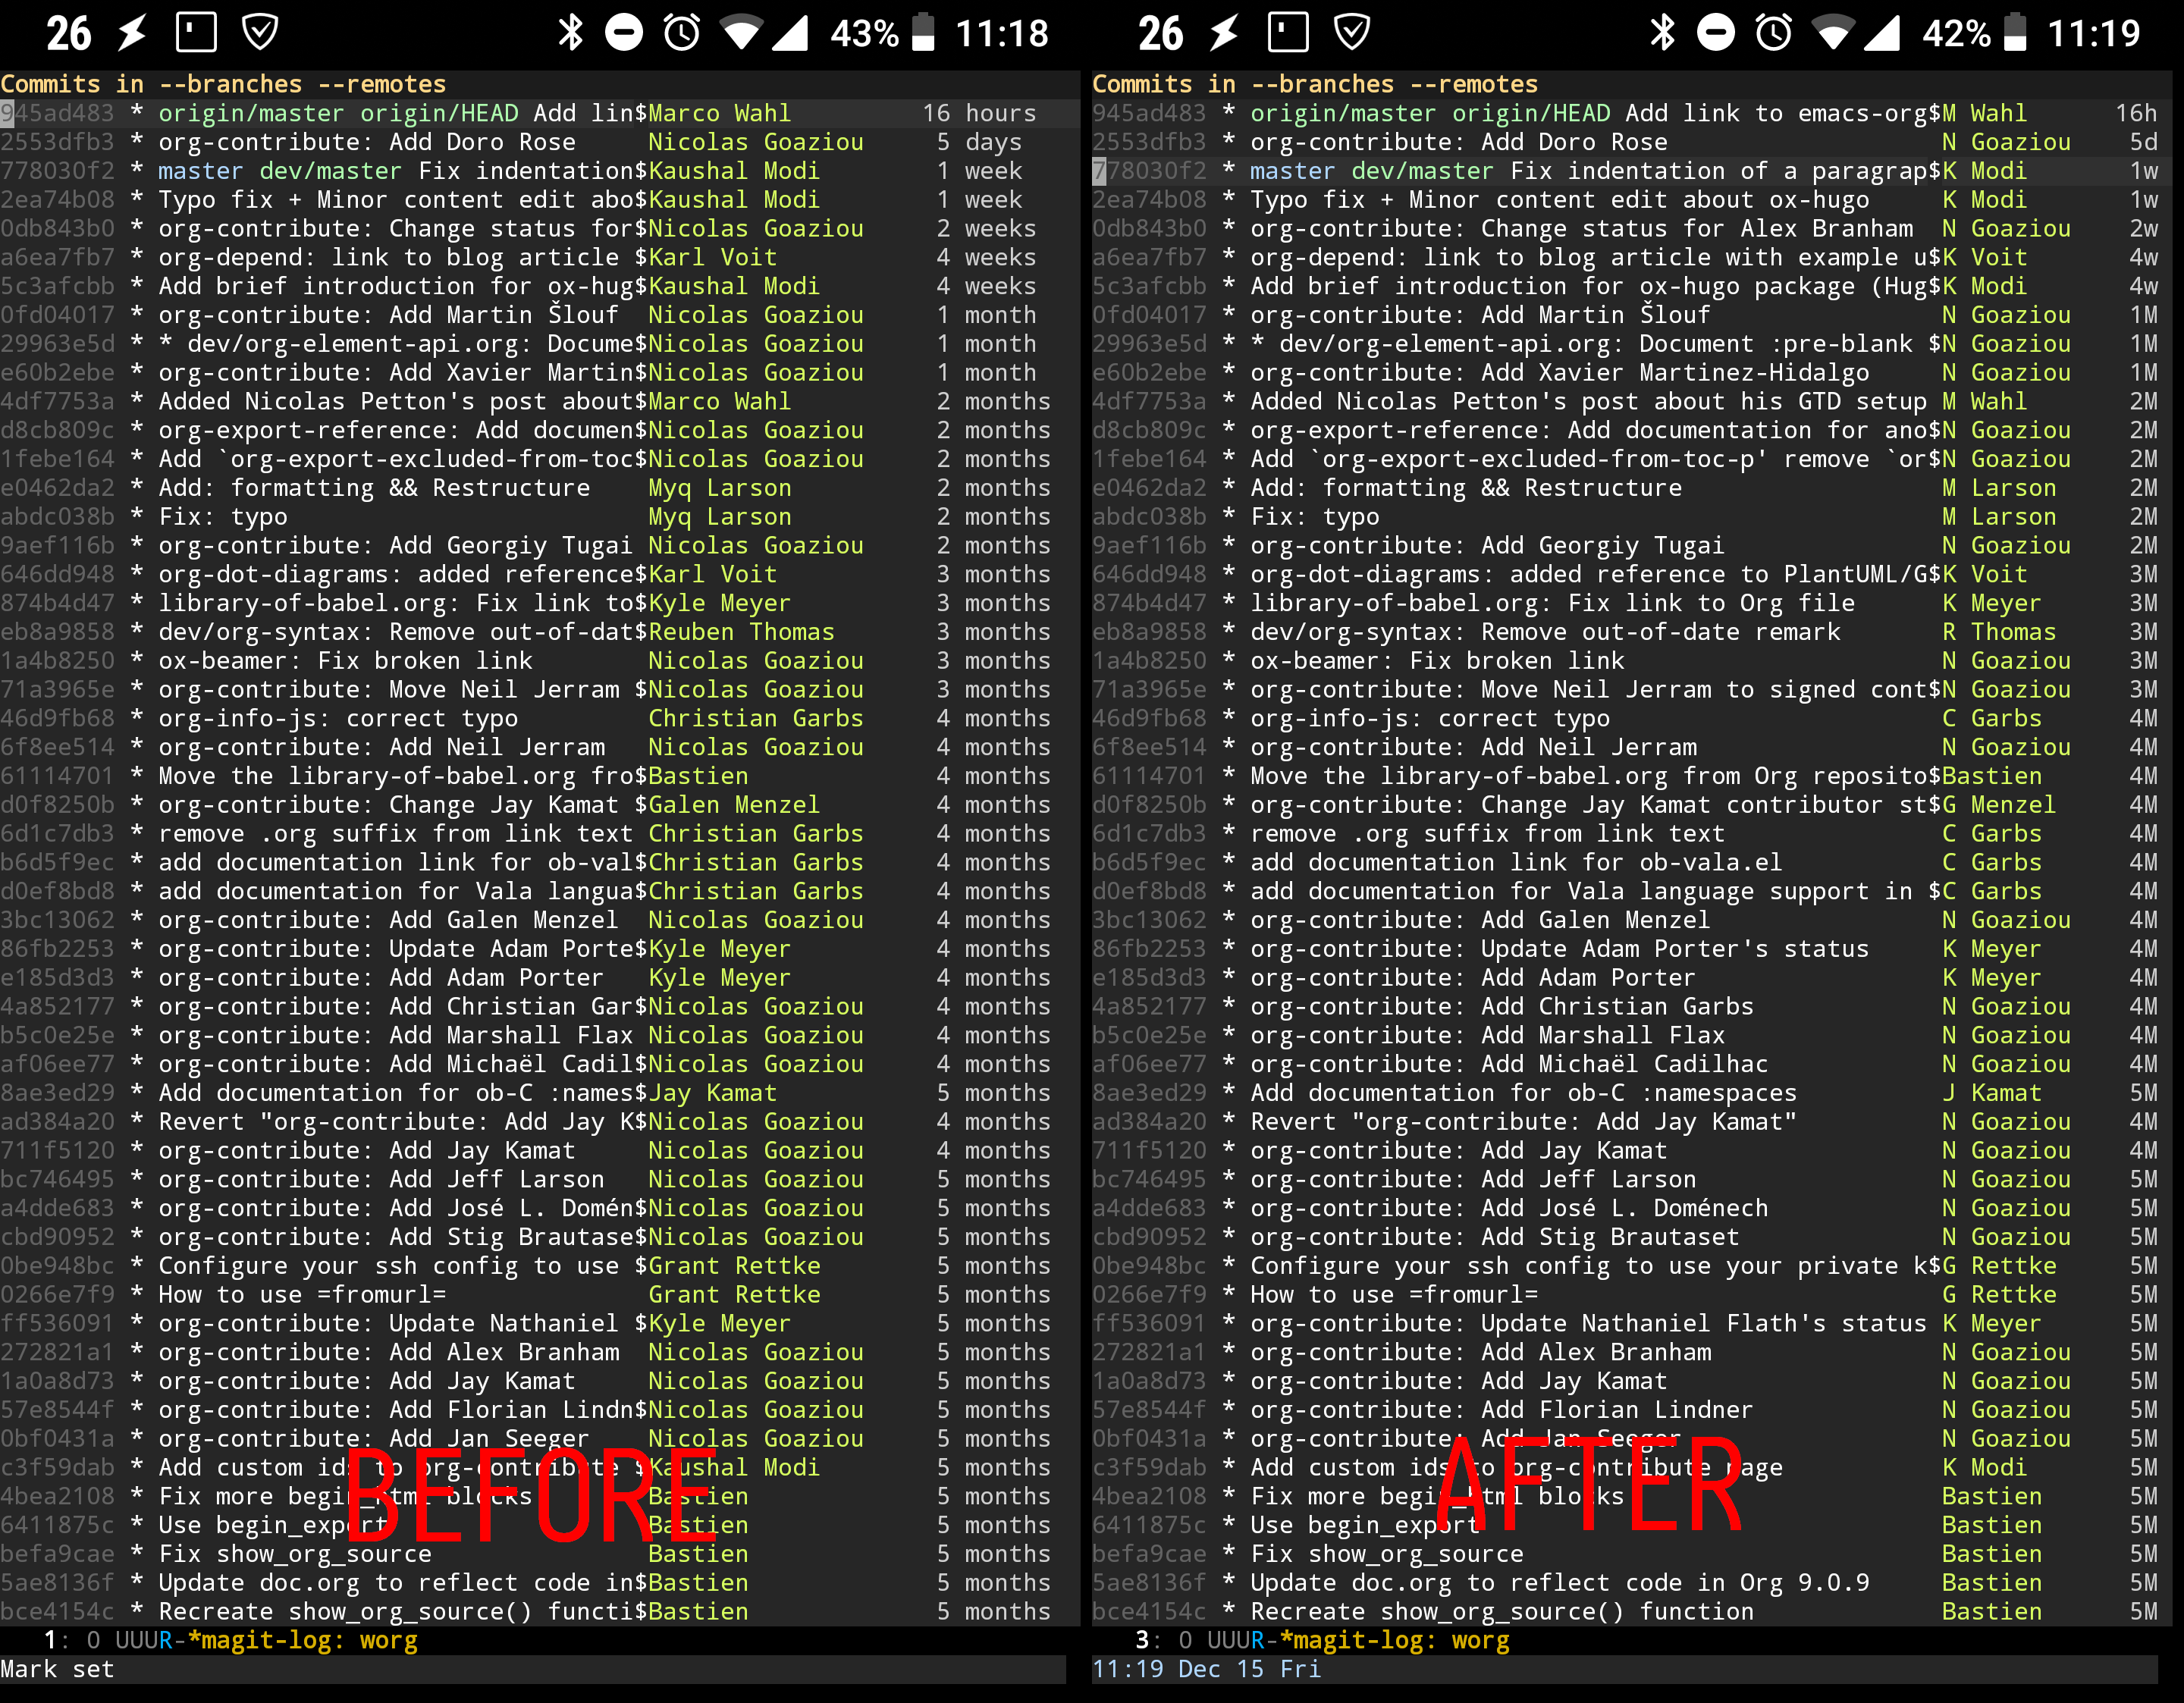 26 43% 11:18
Commits in --branches --remotes
945ad483 * origin/master origin/HEAD Add lin$Marco Wahl 16 hours
2553dfb3 * org-contribute: Add Doro Rose Nicolas Goaziou 5 days
778030f2 * master dev/master Fix indentation$Kaushal Modi 1 week
2ea74b08 * Typo fix + Minor content edit abo$Kaushal Modi 1 week
0db843b0 * org-contribute: Change status for$Nicolas Goaziou 2 weeks
a6ea7fb7 * org-depend: link to blog article $Karl Voit 4 weeks
5c3afcbb * Add brief introduction for ox-hug$Kaushal Modi 4 weeks
0fd04017 * org-contribute: Add Martin Šlouf Nicolas Goaziou 1 month
29963e5d * * dev/org-element-api.org: Docume$Nicolas Goaziou 1 month
e60b2ebe * org-contribute: Add Xavier Martin$Nicolas Goaziou 1 month
4df7753a * Added Nicolas Petton's post about$Marco Wahl 2 months
d8cb809c * org-export-reference: Add documen$Nicolas Goaziou 2 months
1febe164 * Add `org-export-excluded-from-toc$Nicolas Goaziou 2 months
e0462da2 * Add: formatting && Restructure Myq Larson 2 months
abdc038b * Fix: typo Myq Larson 2 months
9aef116b * org-contribute: Add Georgiy Tugai Nicolas Goaziou 2 months
646dd948 * org-dot-diagrams: added reference$Karl Voit 3 months
874b4d47 * library-of-babel.org: Fix link to$Kyle Meyer 3 months
eb8a9858 * dev/org-syntax: Remove out-of-dat$Reuben Thomas 3 months
1a4b8250 * ox-beamer: Fix broken link Nicolas Goaziou 3 months
71a3965e * org-contribute: Move Neil Jerram $Nicolas Goaziou 3 months
46d9fb68 * org-info-js: correct typo Christian Garbs 4 months
6f8ee514 * org-contribute: Add Neil Jerram Nicolas Goaziou 4 months
61114701 * Move the library-of-babel.org fro$Bastien 4 months
d0f8250b * org-contribute: Change Jay Kamat $Galen Menzel 4 months
6d1c7db3 * remove .org suffix from link text Christian Garbs 4 months
b6d5f9ec * add documentation link for ob-val$Christian Garbs 4 months
d0ef8bd8 * add documentation for Vala langua$Christian Garbs 4 months
3bc13062 * org-contribute: Add Galen Menzel Nicolas Goaziou 4 months
86fb2253 * org-contribute: Update Adam Porte$Kyle Meyer 4 months
e185d3d3 * org-contribute: Add Adam Porter Kyle Meyer 4 months
4a852177 * org-contribute: Add Christian Gar$Nicolas Goaziou 4 months
b5c0e25e * org-contribute: Add Marshall Flax Nicolas Goaziou 4 months
af06ee77 * org-contribute: Add Michaël Cadil$Nicolas Goaziou 4 months
8ae3ed29 * Add documentation for ob-C :names$Jay Kamat 5 months
ad384a20 * Revert "org-contribute: Add Jay K$Nicolas Goaziou 4 months
711f5120 * org-contribute: Add Jay Kamat Nicolas Goaziou 4 months
bc746495 * org-contribute: Add Jeff Larson Nicolas Goaziou 5 months
a4dde683 * org-contribute: Add José L. Domén$Nicolas Goaziou 5 months
cbd90952 * org-contribute: Add Stig Brautase$Nicolas Goaziou 5 months
0be948bc * Configure your ssh config to use $Grant Rettke 5 months
0266e7f9 * How to use =fromurl= Grant Rettke 5 months
ff536091 * org-contribute: Update Nathaniel $Kyle Meyer 5 months
272821a1 * org-contribute: Add Alex Branham Nicolas Goaziou 5 months
1a0a8d73 * org-contribute: Add Jay Kamat Nicolas Goaziou 5 months
57e8544f * org-contribute: Add Florian Lindn$Nicolas Goaziou 5 months
0bf0431a * org-contribute: Add Jan Seeger Nicolas Goaziou 5 months
c3f59dab * Add custom ids to org-contribute $Kaushal Modi 5 months
4bea2108 * Fix more begin_html blocks Bastien 5 months
6411875c * Use begin_export Bastien 5 months
befa9cae * Fix show_org_source Bastien 5 months
5ae8136f * Update doc.org to reflect code in$Bastien 5 months
bce4154c * Recreate show_org_source() functi$Bastien 5 months
BEFORE
1: 0 UUUR-*magit-log: worg
Mark set
26 42% 11:19
Commits in --branches --remotes
945ad483 * origin/master origin/HEAD Add link to emacs-org$M Wahl 16h
2553dfb3 * org-contribute: Add Doro Rose N Goaziou 5d
778030f2 * master dev/master Fix indentation of a paragrap$K Modi 1w
2ea74b08 * Typo fix + Minor content edit about ox-hugo K Modi 1w
0db843b0 * org-contribute: Change status for Alex Branham N Goaziou 2w
a6ea7fb7 * org-depend: link to blog article with example u$K Voit 4w
5c3afcbb * Add brief introduction for ox-hugo package (Hug$K Modi 4w
0fd04017 * org-contribute: Add Martin Šlouf N Goaziou 1M
29963e5d * * dev/org-element-api.org: Document :pre-blank $N Goaziou 1M
e60b2ebe * org-contribute: Add Xavier Martinez-Hidalgo N Goaziou 1M
4df7753a * Added Nicolas Petton's post about his GTD setup M Wahl 2M
d8cb809c * org-export-reference: Add documentation for ano$N Goaziou 2M
1febe164 * Add `org-export-excluded-from-toc-p' remove `or$N Goaziou 2M
e0462da2 * Add: formatting && Restructure M Larson 2M
abdc038b * Fix: typo M Larson 2M
9aef116b * org-contribute: Add Georgiy Tugai N Goaziou 2M
646dd948 * org-dot-diagrams: added reference to PlantUML/G$K Voit 3M
874b4d47 * library-of-babel.org: Fix link to Org file K Meyer 3M
eb8a9858 * dev/org-syntax: Remove out-of-date remark R Thomas 3M
1a4b8250 * ox-beamer: Fix broken link N Goaziou 3M
71a3965e * org-contribute: Move Neil Jerram to signed cont$N Goaziou 3M
46d9fb68 * org-info-js: correct typo C Garbs 4M
6f8ee514 * org-contribute: Add Neil Jerram N Goaziou 4M
61114701 * Move the library-of-babel.org from Org reposito$Bastien 4M
d0f8250b * org-contribute: Change Jay Kamat contributor st$G Menzel 4M
6d1c7db3 * remove .org suffix from link text C Garbs 4M
b6d5f9ec * add documentation link for ob-vala.el C Garbs 4M
d0ef8bd8 * add documentation for Vala language support in $C Garbs 4M
3bc13062 * org-contribute: Add Galen Menzel N Goaziou 4M
86fb2253 * org-contribute: Update Adam Porter's status K Meyer 4M
e185d3d3 * org-contribute: Add Adam Porter K Meyer 4M
4a852177 * org-contribute: Add Christian Garbs N Goaziou 4M
b5c0e25e * org-contribute: Add Marshall Flax N Goaziou 4M
af06ee77 * org-contribute: Add Michaël Cadilhac N Goaziou 4M
8ae3ed29 * Add documentation for ob-C :namespaces J Kamat 5M
ad384a20 * Revert "org-contribute: Add Jay Kamat" N Goaziou 4M
711f5120 * org-contribute: Add Jay Kamat N Goaziou 4M
bc746495 * org-contribute: Add Jeff Larson N Goaziou 5M
a4dde683 * org-contribute: Add José L. Doménech N Goaziou 5M
cbd90952 * org-contribute: Add Stig Brautaset N Goaziou 5M
0be948bc * Configure your ssh config to use your private k$G Rettke 5M
0266e7f9 * How to use =fromurl= G Rettke 5M
ff536091 * org-contribute: Update Nathaniel Flath's status K Meyer 5M
272821a1 * org-contribute: Add Alex Branham N Goaziou 5M
1a0a8d73 * org-contribute: Add Jay Kamat N Goaziou 5M
57e8544f * org-contribute: Add Florian Lindner N Goaziou 5M
0bf0431a * org-contribute: Add Jan Seeger N Goaziou 5M
c3f59dab * Add custom ids to org-contribute page K Modi 5M
4bea2108 * Fix more begin_html blocks Bastien 5M
6411875c * Use begin_export Bastien 5M
befa9cae * Fix show_org_source Bastien 5M
5ae8136f * Update doc.org to reflect code in Org 9.0.9 Bastien 5M
bce4154c * Recreate show_org_source() function Bastien 5M
AFTER
3: 0 UUUR-*magit-log: worg
11:19 Dec 15 Fri